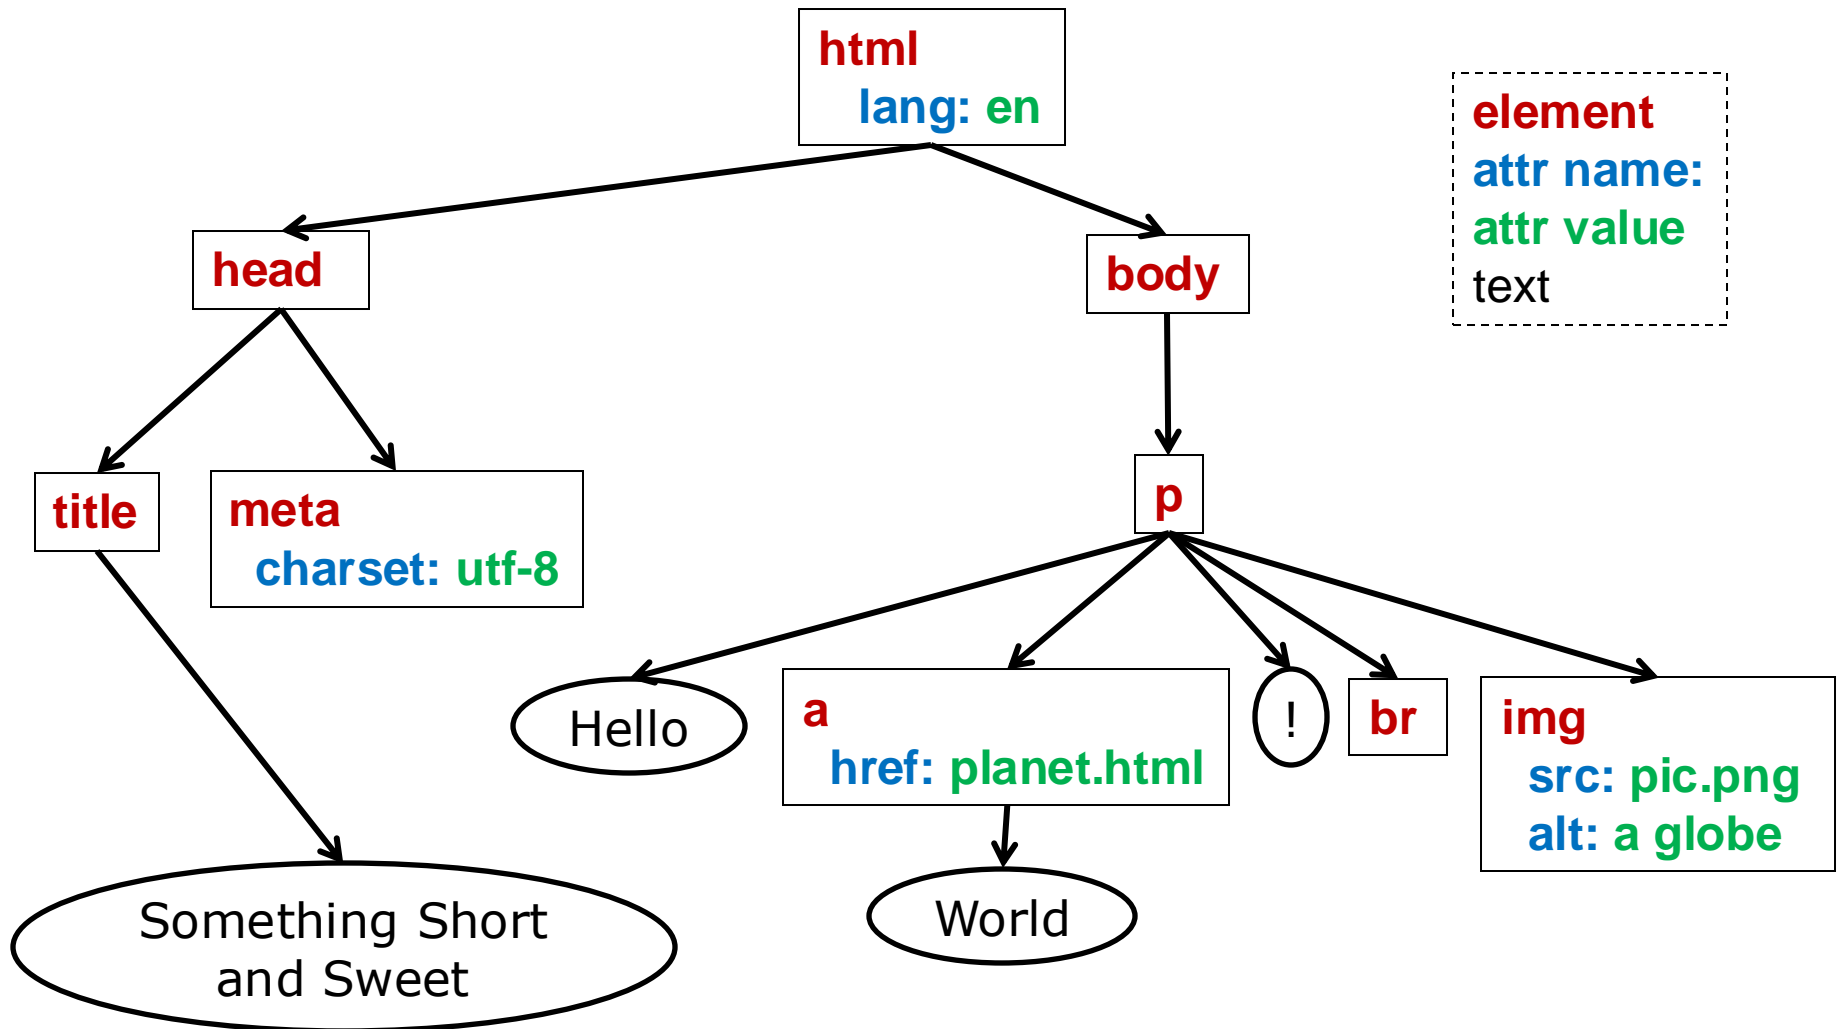 html
lang: en
element
attr name:
attr value
text
head
body
title
meta
charset: utf-8
p
Hello
a
href: planet.html
!
br
img
src: pic.png
alt: a globe
Something Short
and Sweet
World